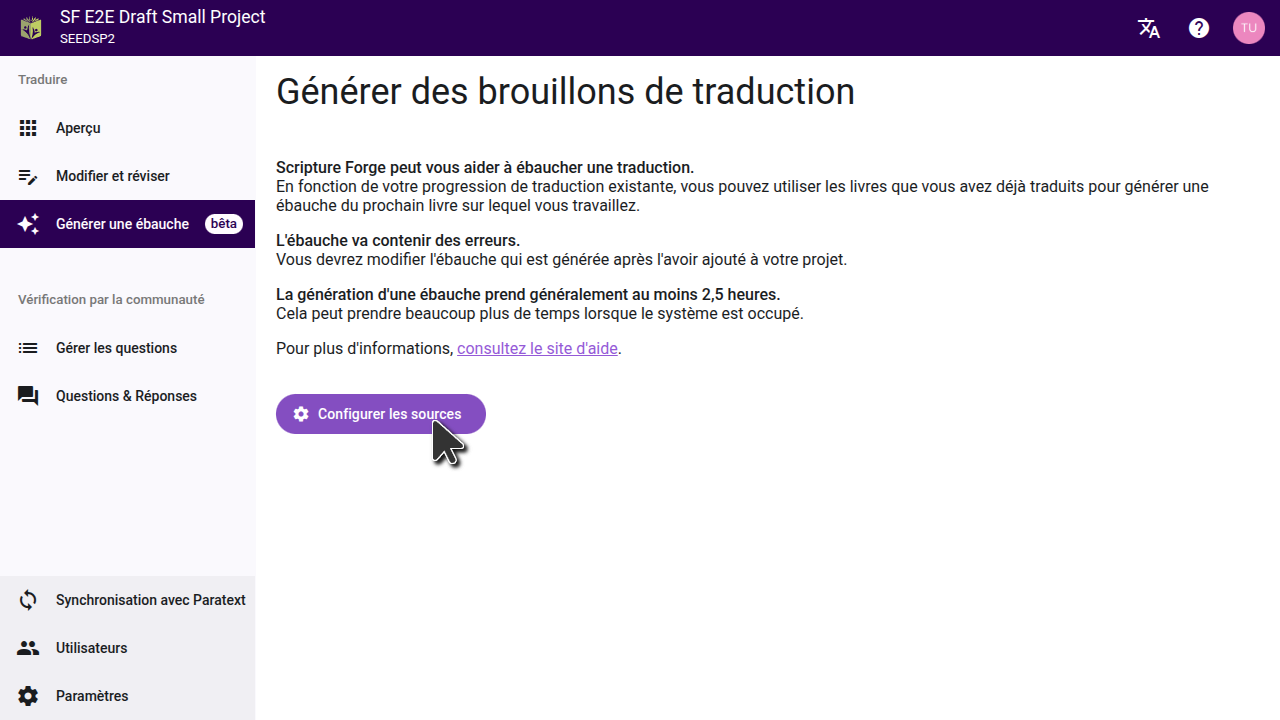 SF E2E Draft Small Project
SEEDSP2
TU
Traduire
Aperçu
Modifier et réviser
Générer une ébauche
bêta
Vérification par la communauté
Gérer les questions
Questions & Réponses
Synchronisation avec Paratext
Utilisateurs
Paramètres
Générer des brouillons de traduction
Scripture Forge peut vous aider à ébaucher une traduction.
En fonction de votre progression de traduction existante, vous pouvez utiliser les livres que vous avez déjà traduits pour générer une
ébauche du prochain livre sur lequel vous travaillez.
L'ébauche va contenir des erreurs.
Vous devrez modifier l'ébauche qui est générée après l'avoir ajouté à votre projet.
La génération d'une ébauche prend généralement au moins 2,5 heures.
Cela peut prendre beaucoup plus de temps lorsque le système est occupé.
Pour plus d'informations, consultez le site d'aide.
Configurer les sources